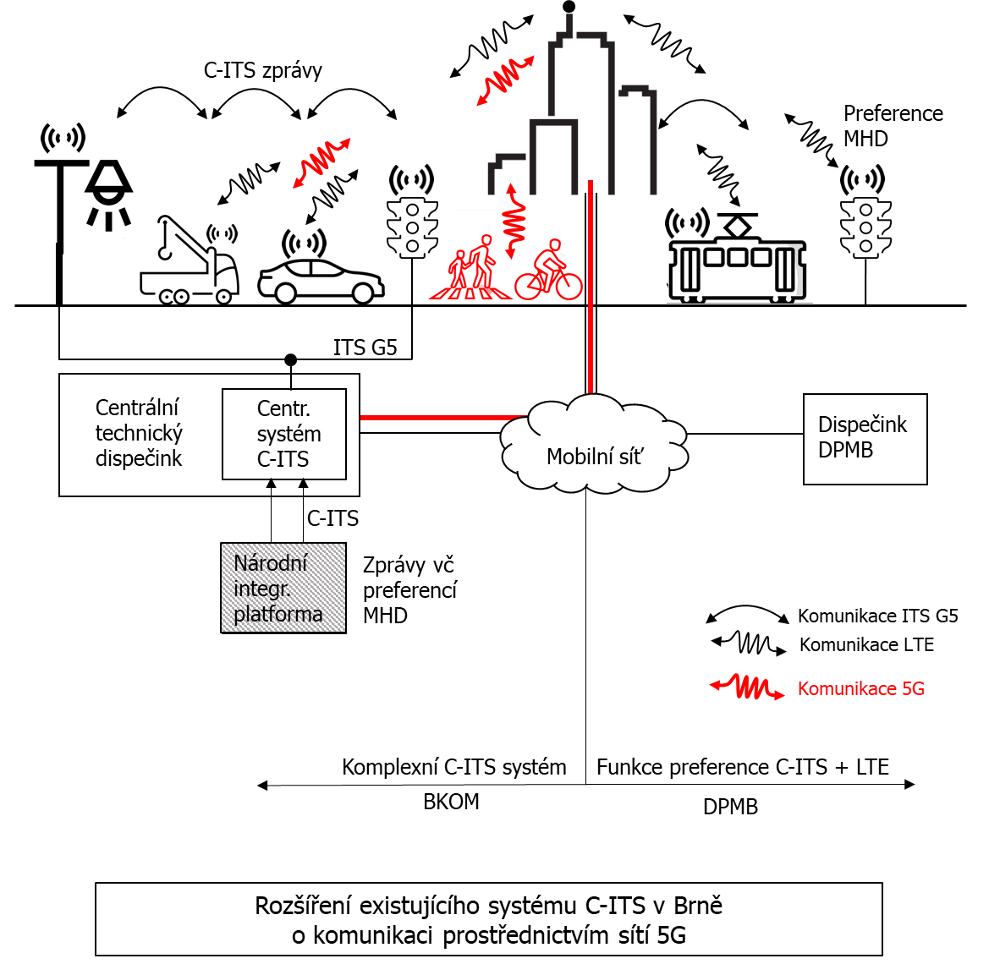 C-ITS zprávy
Preference
MHD
ITS G5
Centrální
technický
dispečink
Centr.
systém
C-ITS
Mobilní síť
Dispečink
DPMB
C-ITS
Národní
integr.
platforma
Zprávy vč
preferencí
MHD
Komunikace ITS G5
Komunikace LTE
Komunikace 5G
Komplexní C-ITS systém
BKOM
Funkce preference C-ITS + LTE
DPMB
Rozšíření existujícího systému C-ITS v Brně
o komunikaci prostřednictvím sítí 5G